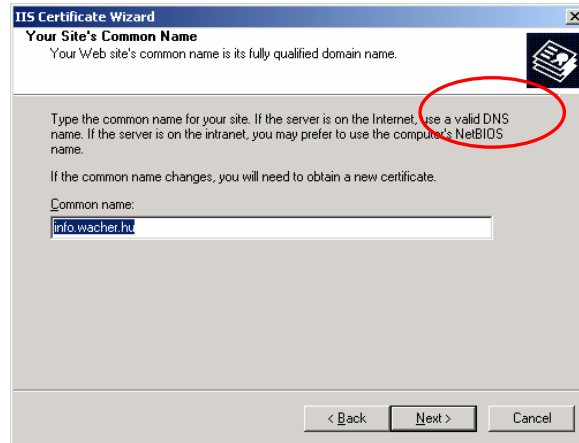 IIS Certificate Wizard
Your Site's Common Name
Your Web site's common name is its fully qualified domain name.
Type the common name for your site. If the server is on the Internet, use a valid DNS
name. If the server is on the intranet, you may prefer to use the computer's NetBIOS
name.
If the common name changes, you will need to obtain a new certificate.
Common name:
info.wacher.hu
< Back
Next >
Cancel